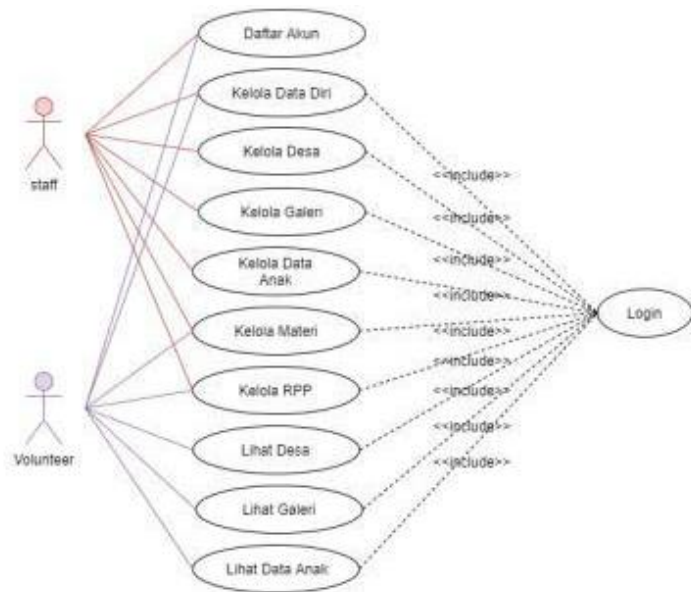 Daftar Akun
Kelola Data Diri
Kelola Desa
Kelola Galeri
Kelola Data
Anak
Kelola Materi
Kelola RPP
Lihat Desa
Lihat Galeri
Lihat Data Anak
staff
Volunteer
<<include>>
<<include>>
<<include>>
<<include>>
<<include>>
<<include>>
<<include>>
<<include>>
<<include>>
Login